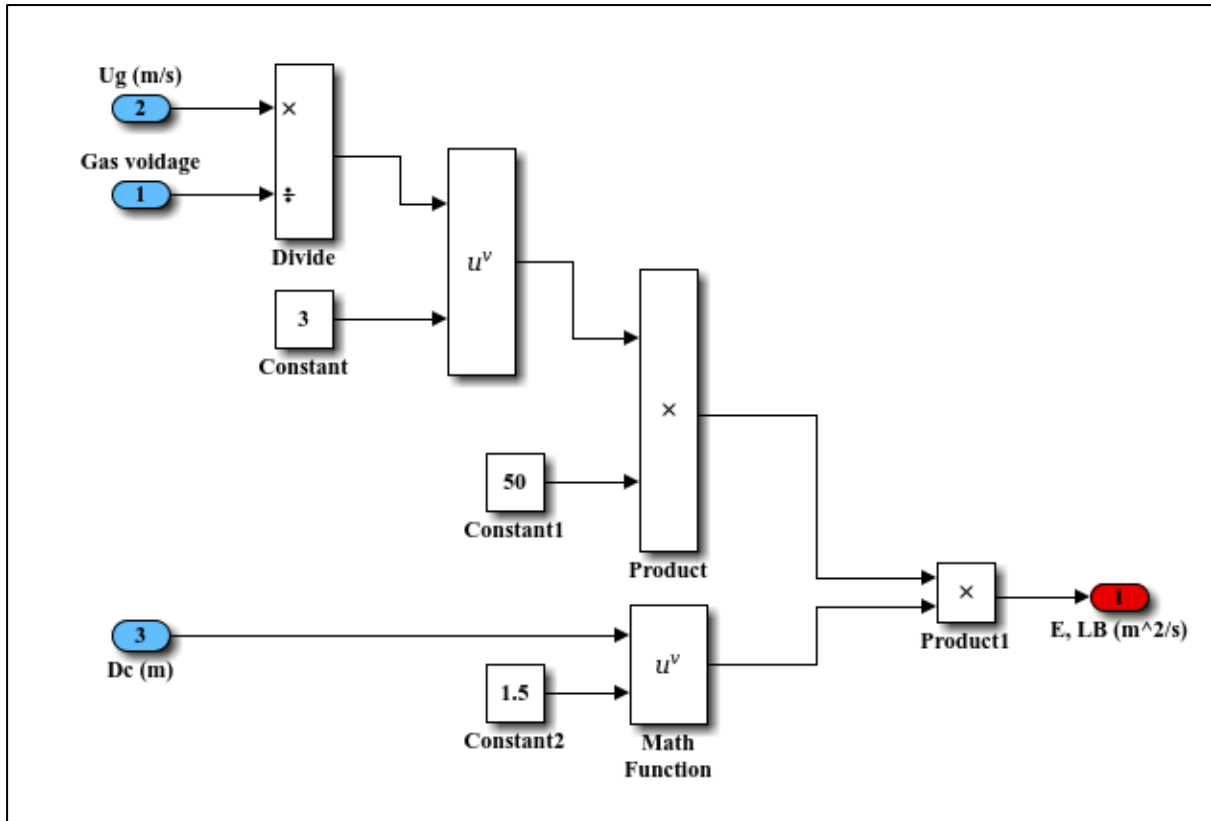 Ug (m/s)
2
×
Gas voidage
1
÷
Divide
u^v
3
Constant
×
50
Constant1
Product
×
1
Product1
E, LB (m^2/s)
3
Dc (m)
u^v
1.5
Constant2
Math
Function